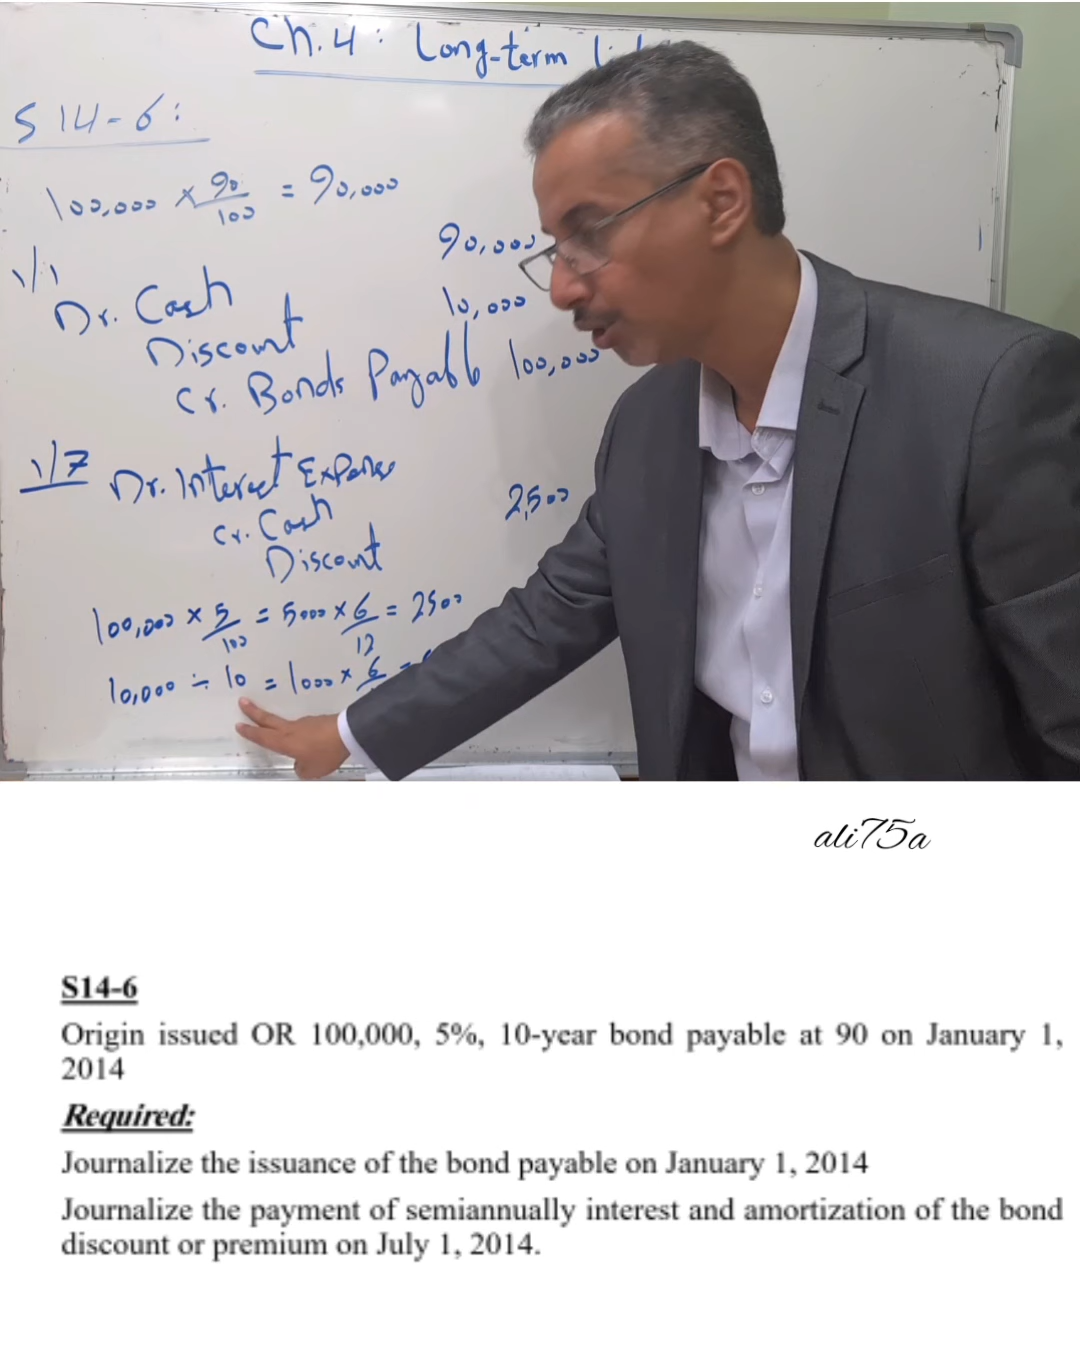 Ch. 4 : Long-term
S 14-6 :
100,000 × 90/100 = 90,000
1/1
Dr. Cash 90,000
Discount 10,000
Cr. Bonds Payable 100,000
1/7 Dr. Interest Expense
Cr. Cash 2,500
Discount
100,000 × 5/100 = 5000 × 6/12 = 2500
10,000 ÷ 10 = 1000 × 6
ali75a
S14-6
Origin issued OR 100,000, 5%, 10-year bond payable at 90 on January 1,
2014
Required:
Journalize the issuance of the bond payable on January 1, 2014
Journalize the payment of semiannually interest and amortization of the bond
discount or premium on July 1, 2014.